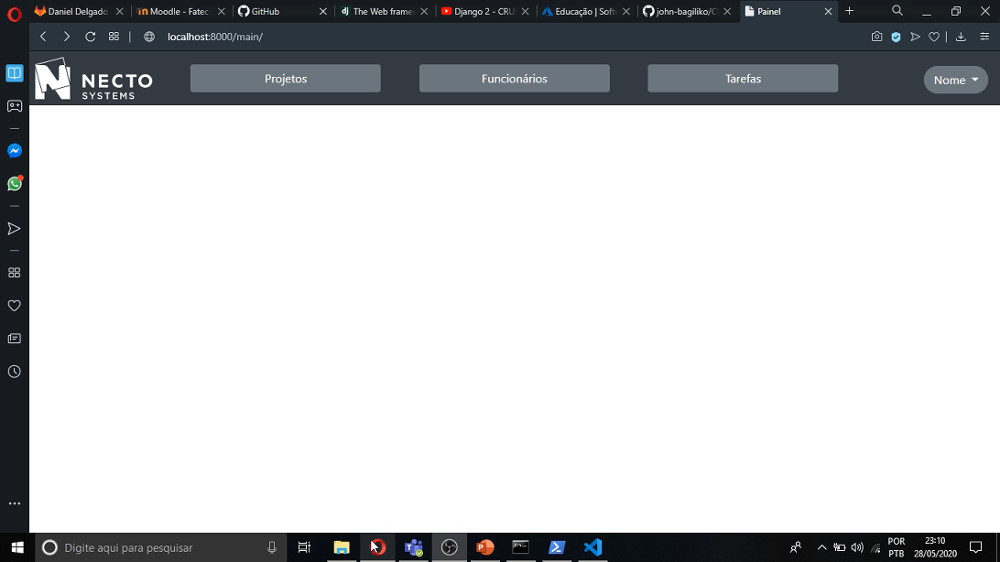 Daniel Delgado
Moodle - Fatec
GitHub
The Web framew
Django 2 - CRU
Educação | Soft
john-bagiliko/C
Painel
localhost:8000/main/
NECTO
SYSTEMS
Projetos
Funcionários
Tarefas
Nome
Digite aqui para pesquisar
POR
PTB
23:10
28/05/2020